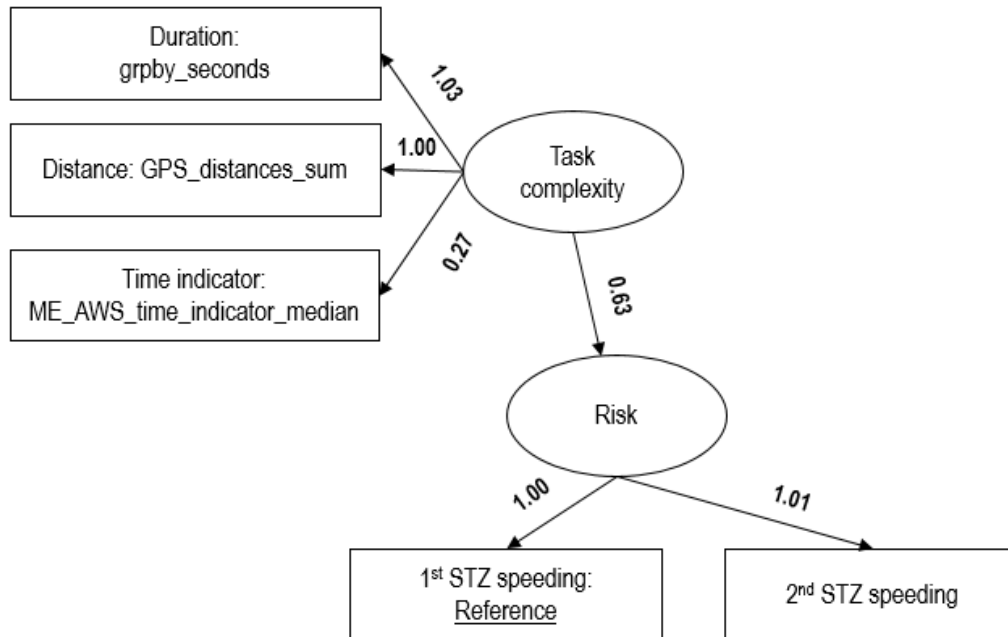 Duration:
grpby_seconds
1.03
Distance: GPS_distances_sum
1.00
Task
complexity
Time indicator:
ME_AWS_time_indicator_median
0.27
0.63
Risk
1.00
1.01
1st STZ speeding:
Reference
2nd STZ speeding